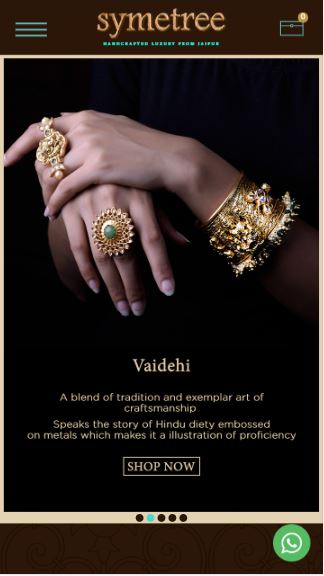 symetree
HANDCRAFTED LUXURY FROM JAIPUR
0
Vaidehi
A blend of tradition and exemplar art of
craftsmanship
Speaks the story of Hindu diety embossed
on metals which makes it a illustration of proficiency
SHOP NOW